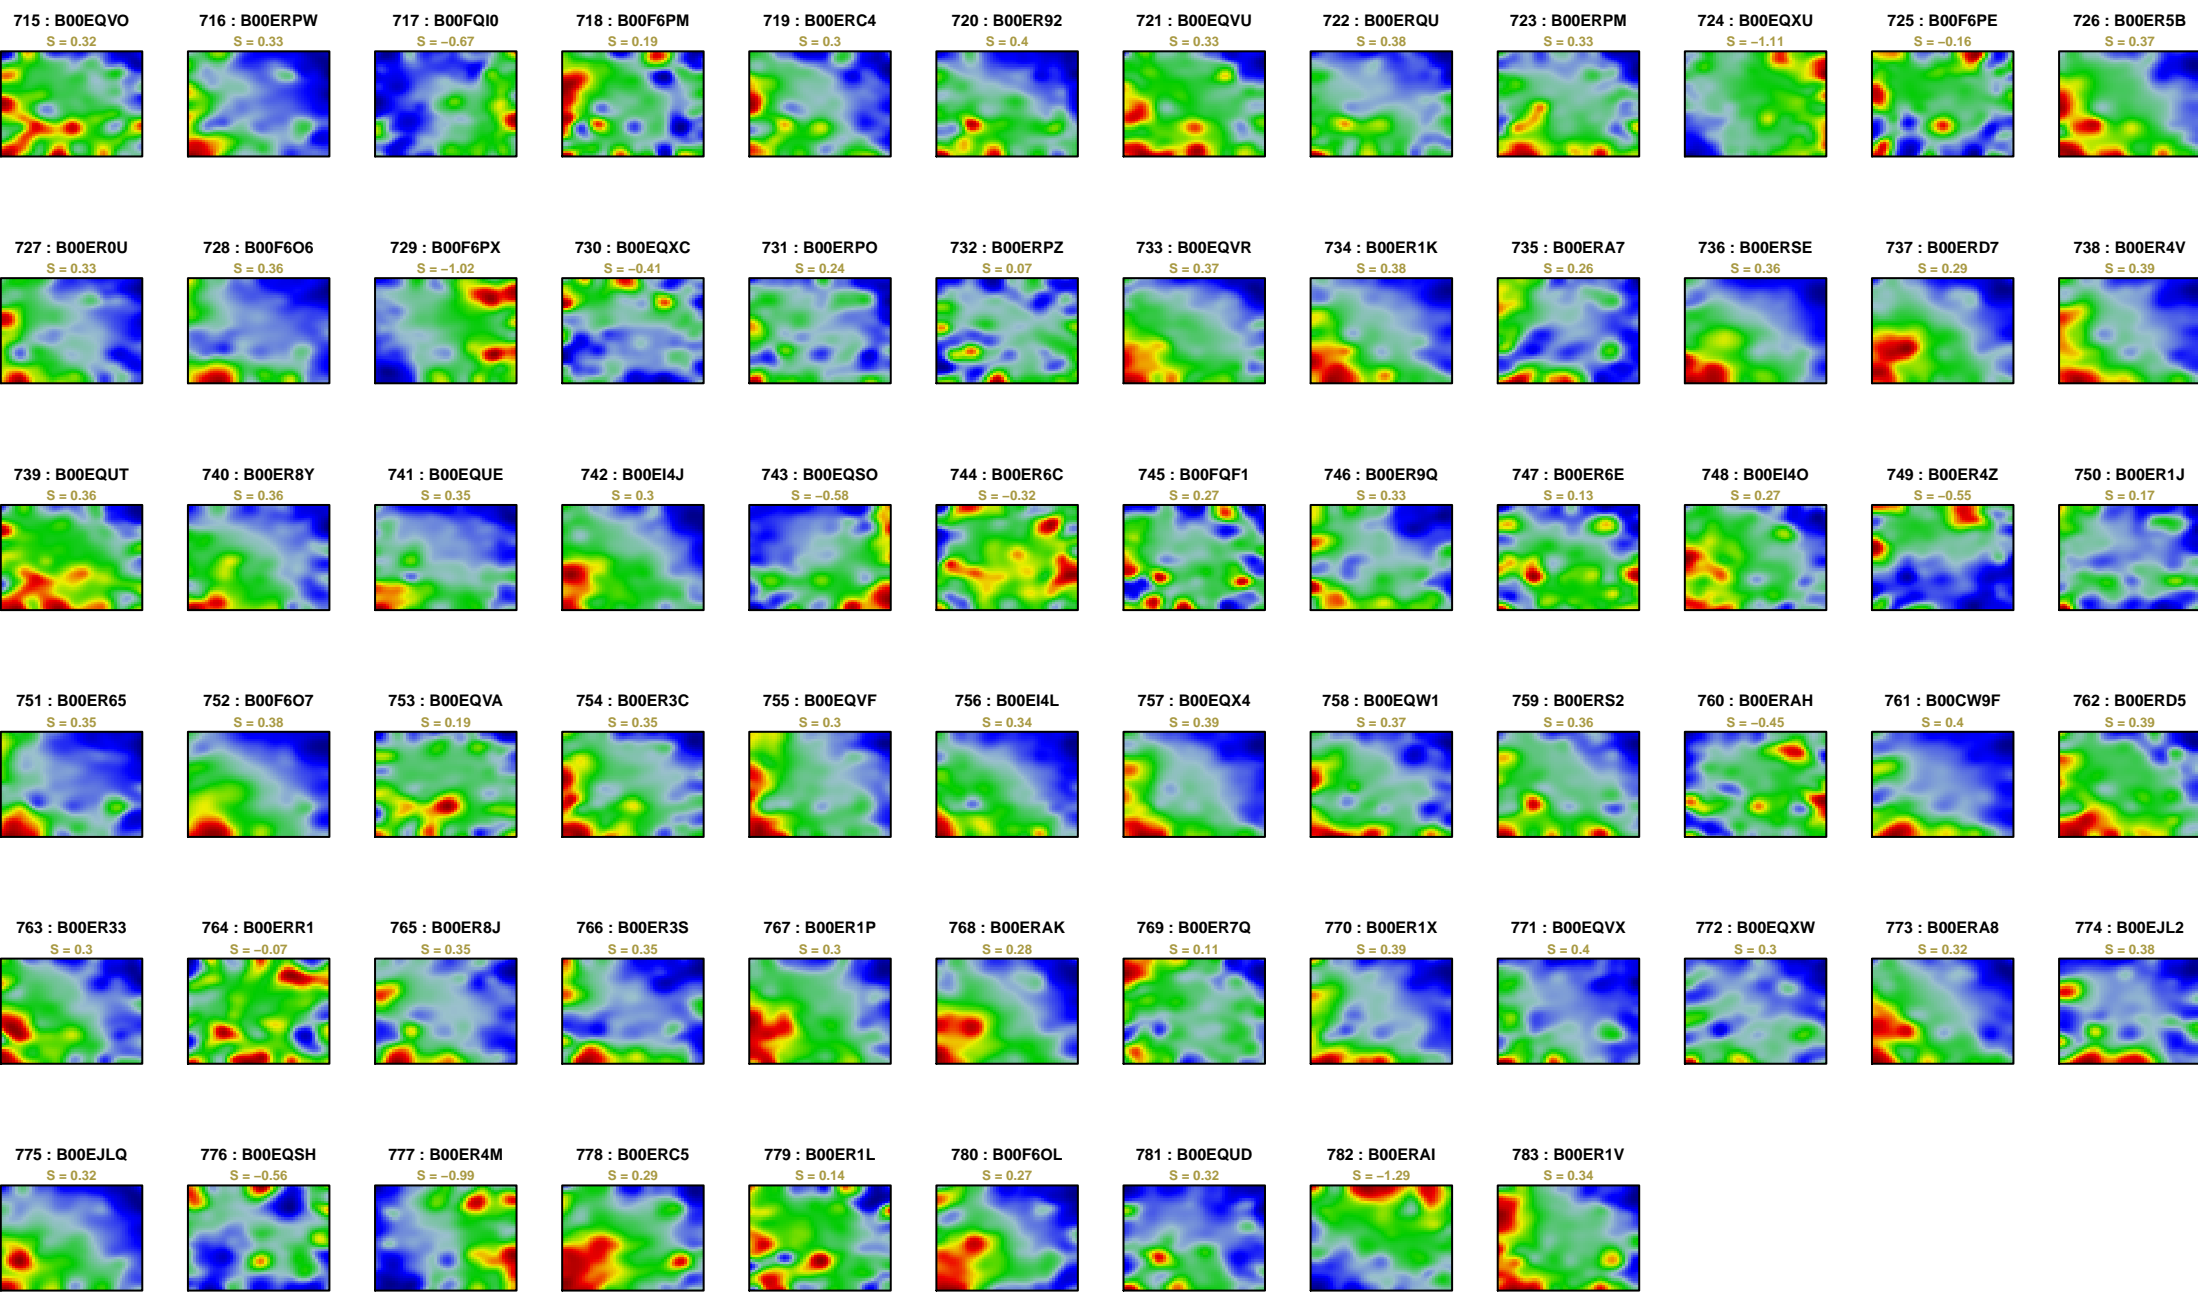 715 : B00EQVO 716 : B00ERPW 717 : B00FQI0 718 : B00F6PM 719 : B00ERC4 720 : B00ER92 721 : B00EQVU 722 : B00ERQU 723 : B00ERPM 724 : B00EQXU 725 : B00F6PE 726 : B00ER5B
S = 0.32 S = 0.33 S = −0.67 S = 0.19 S = 0.3 S = 0.4 S = 0.33 S = 0.38 S = 0.33 S = −1.11 S = −0.16 S = 0.37
727 : B00ER0U 728 : B00F6O6 729 : B00F6PX 730 : B00EQXC 731 : B00ERPO 732 : B00ERPZ 733 : B00EQVR 734 : B00ER1K 735 : B00ERA7 736 : B00ERSE 737 : B00ERD7 738 : B00ER4V
S = 0.33 S = 0.36 S = −1.02 S = −0.41 S = 0.24 S = 0.07 S = 0.37 S = 0.38 S = 0.26 S = 0.36 S = 0.29 S = 0.39
739 : B00EQUT 740 : B00ER8Y 741 : B00EQUE 742 : B00EI4J 743 : B00EQSO 744 : B00ER6C 745 : B00FQF1 746 : B00ER9Q 747 : B00ER6E 748 : B00EI4O 749 : B00ER4Z 750 : B00ER1J
S = 0.36 S = 0.36 S = 0.35 S = 0.3 S = −0.58 S = −0.32 S = 0.27 S = 0.33 S = 0.13 S = 0.27 S = −0.55 S = 0.17
751 : B00ER65 752 : B00F6O7 753 : B00EQVA 754 : B00ER3C 755 : B00EQVF 756 : B00EI4L 757 : B00EQX4 758 : B00EQW1 759 : B00ERS2 760 : B00ERAH 761 : B00CW9F 762 : B00ERD5
S = 0.35 S = 0.38 S = 0.19 S = 0.35 S = 0.3 S = 0.34 S = 0.39 S = 0.37 S = 0.36 S = −0.45 S = 0.4 S = 0.39
763 : B00ER33 764 : B00ERR1 765 : B00ER8J 766 : B00ER3S 767 : B00ER1P 768 : B00ERAK 769 : B00ER7Q 770 : B00ER1X 771 : B00EQVX 772 : B00EQXW 773 : B00ERA8 774 : B00EJL2
S = 0.3 S = −0.07 S = 0.35 S = 0.35 S = 0.3 S = 0.28 S = 0.11 S = 0.39 S = 0.4 S = 0.3 S = 0.32 S = 0.38
775 : B00EJLQ 776 : B00EQSH 777 : B00ER4M 778 : B00ERC5 779 : B00ER1L 780 : B00F6OL 781 : B00EQUD 782 : B00ERAI 783 : B00ER1V
S = 0.32 S = −0.56 S = −0.99 S = 0.29 S = 0.14 S = 0.27 S = 0.32 S = −1.29 S = 0.34